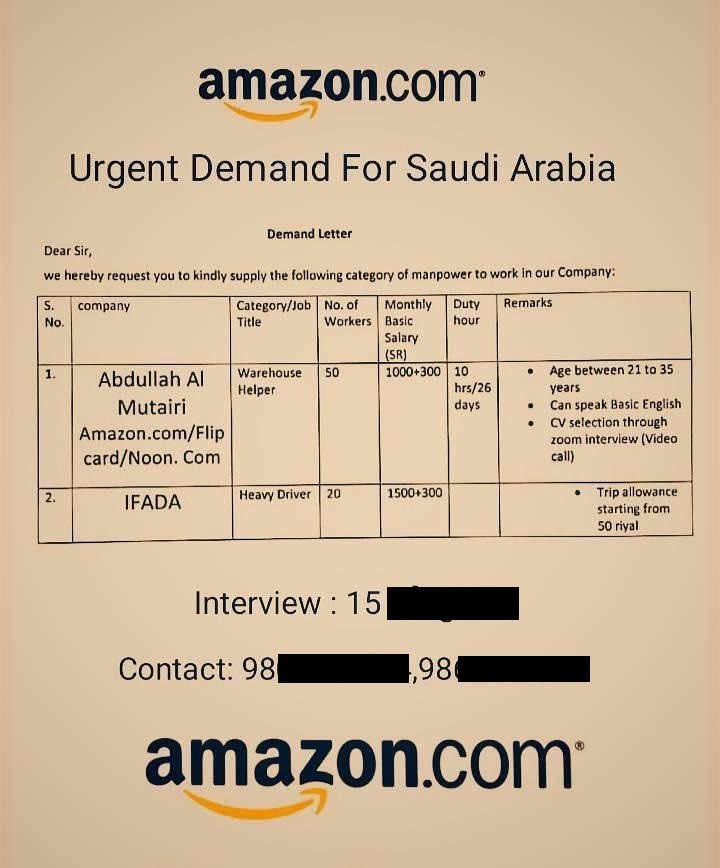 amazon.com®
Urgent Demand For Saudi Arabia
Demand Letter
Dear Sir,
we hereby request you to kindly supply the following category of manpower to work in our Company:
S. No. company Category/Job Title No. of Workers Monthly Basic Salary (SR) Duty hour Remarks
1. Abdullah Al Mutairi Amazon.com/Flip card/Noon. Com Warehouse Helper 50 1000+300 10 hrs/26 days
• Age between 21 to 35 years
• Can speak Basic English
• CV selection through zoom interview (Video call)
2. IFADA Heavy Driver 20 1500+300
• Trip allowance starting from 50 riyal
Interview : 15
Contact: 98 ,98
amazon.com®